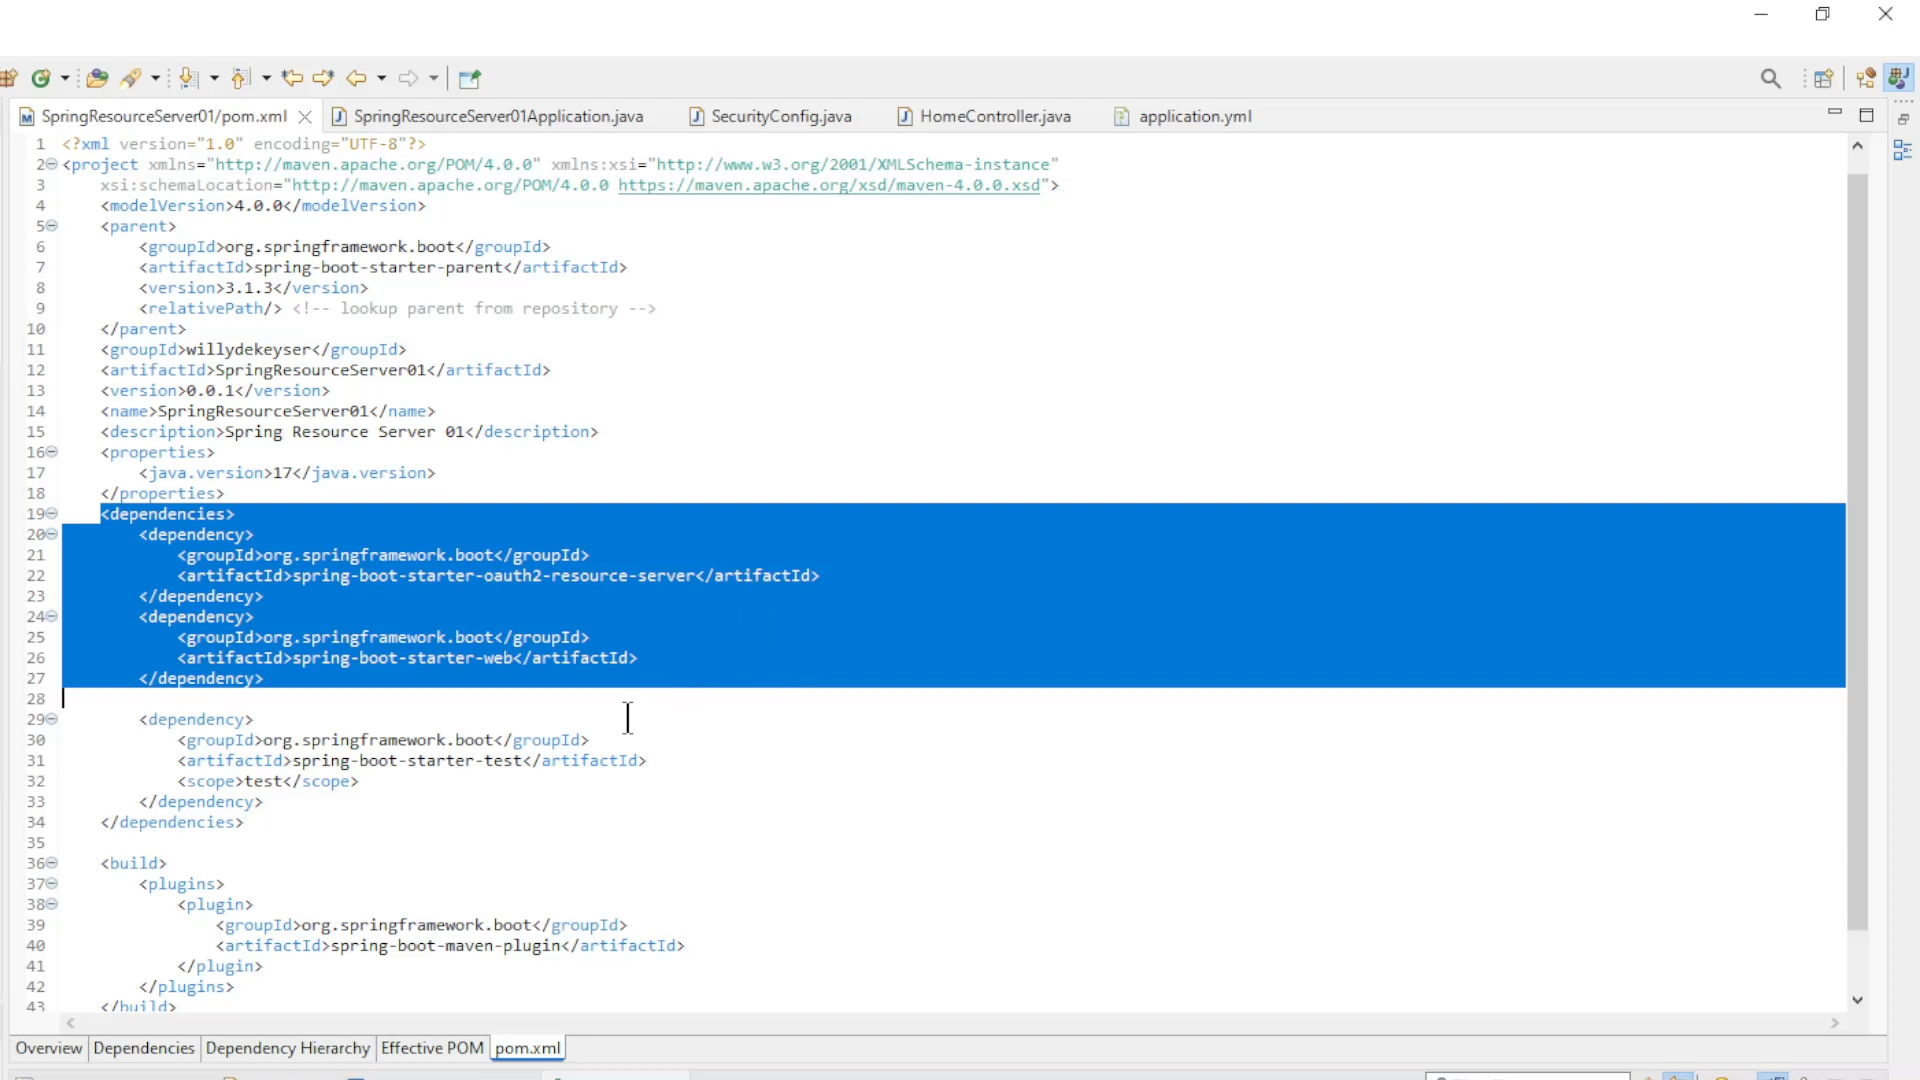 SpringResourceServer01/pom.xml
SpringResourceServer01Application.java
SecurityConfig.java
HomeController.java
application.yml
1 <?xml version="1.0" encoding="UTF-8"?>
2 <project xmlns="http://maven.apache.org/POM/4.0.0" xmlns:xsi="http://www.w3.org/2001/XMLSchema-instance"
3 xsi:schemaLocation="http://maven.apache.org/POM/4.0.0 https://maven.apache.org/xsd/maven-4.0.0.xsd">
4 <modelVersion>4.0.0</modelVersion>
5 <parent>
6 <groupId>org.springframework.boot</groupId>
7 <artifactId>spring-boot-starter-parent</artifactId>
8 <version>3.1.3</version>
9 <relativePath/> <!-- lookup parent from repository -->
10 </parent>
11 <groupId>willydekeyser</groupId>
12 <artifactId>SpringResourceServer01</artifactId>
13 <version>0.0.1</version>
14 <name>SpringResourceServer01</name>
15 <description>Spring Resource Server 01</description>
16 <properties>
17 <java.version>17</java.version>
18 </properties>
19 <dependencies>
20 <dependency>
21 <groupId>org.springframework.boot</groupId>
22 <artifactId>spring-boot-starter-oauth2-resource-server</artifactId>
23 </dependency>
24 <dependency>
25 <groupId>org.springframework.boot</groupId>
26 <artifactId>spring-boot-starter-web</artifactId>
27 </dependency>
28
29 <dependency>
30 <groupId>org.springframework.boot</groupId>
31 <artifactId>spring-boot-starter-test</artifactId>
32 <scope>test</scope>
33 </dependency>
34 </dependencies>
35
36 <build>
37 <plugins>
38 <plugin>
39 <groupId>org.springframework.boot</groupId>
40 <artifactId>spring-boot-maven-plugin</artifactId>
41 </plugin>
42 </plugins>
43 </build>
Overview Dependencies Dependency Hierarchy Effective POM pom.xml